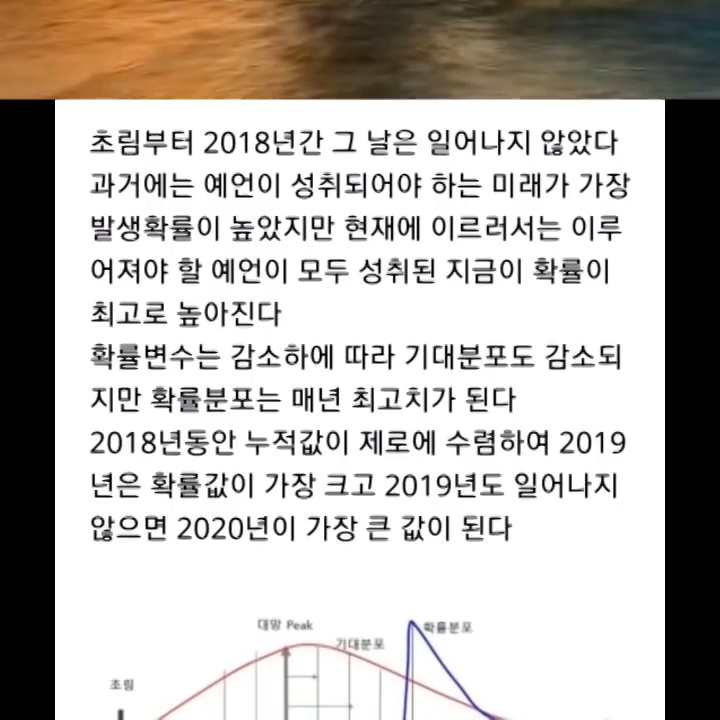 초림부터 2018년간 그 날은 일어나지 않았다
과거에는 예언이 성취되어야 하는 미래가 가장
발생확률이 높았지만 현재에 이르러서는 이루
어져야 할 예언이 모두 성취된 지금이 확률이
최고로 높아진다
확률변수는 감소하에 따라 기대분포도 감소되
지만 확률분포는 매년 최고치가 된다
2018년동안 누적값이 제로에 수렴하여 2019
년은 확률값이 가장 크고 2019년도 일어나지
않으면 2020년이 가장 큰 값이 된다
대망 Peak
확률분포
기대분포
초림